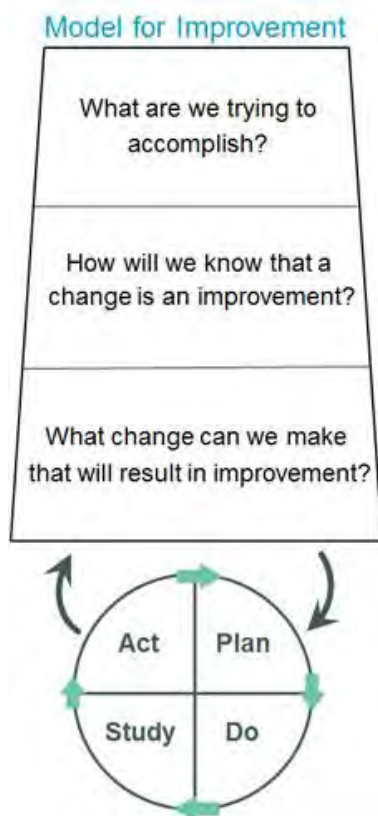 Model for Improvement
What are we trying to
accomplish?
How will we know that a
change is an improvement?
What change can we make
that will result in improvement?
Act
Plan
Study
Do